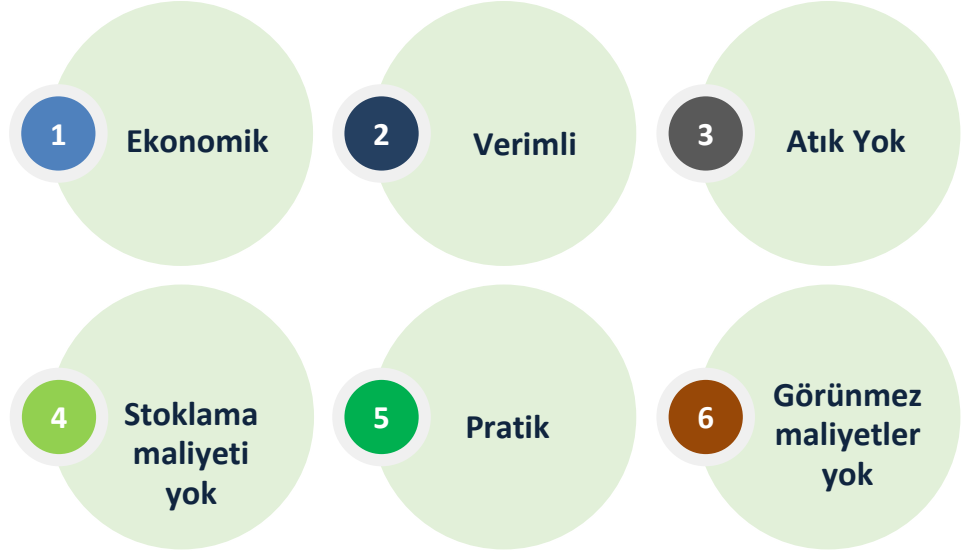 1
Ekonomik
2
Verimli
3
Atık Yok
4
Stoklama
maliyeti
yok
5
Pratik
6
Görünmez
maliyetler
yok